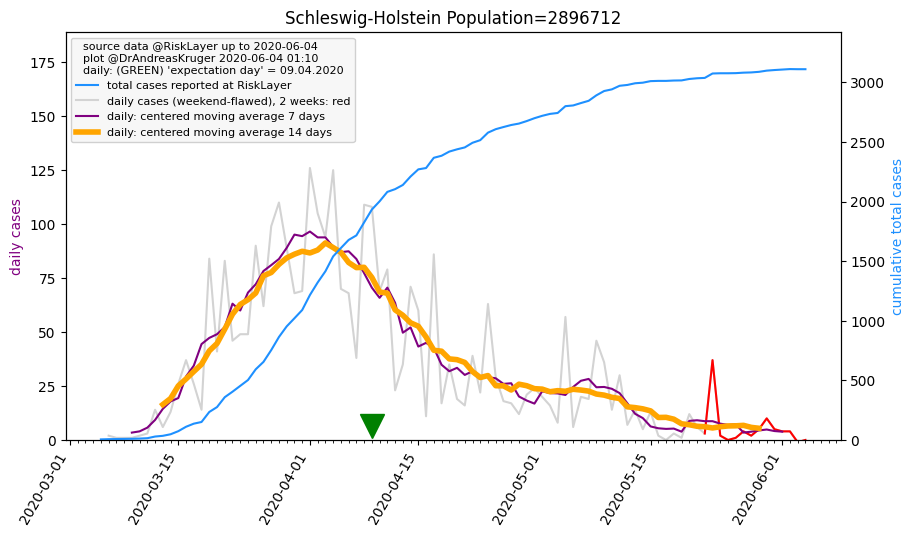 Schleswig-Holstein Population=2896712
source data @RiskLayer up to 2020-06-04
plot @DrAndreasKruger 2020-06-04 01:10
daily: (GREEN) 'expectation day' = 09.04.2020
total cases reported at RiskLayer
daily cases (weekend-flawed), 2 weeks: red
daily: centered moving average 7 days
daily: centered moving average 14 days
daily cases
175
150
125
100
75
50
25
0
cumulative total cases
3000
2500
2000
1500
1000
500
0
2020-03-01
2020-03-15
2020-04-01
2020-04-15
2020-05-01
2020-05-15
2020-06-01